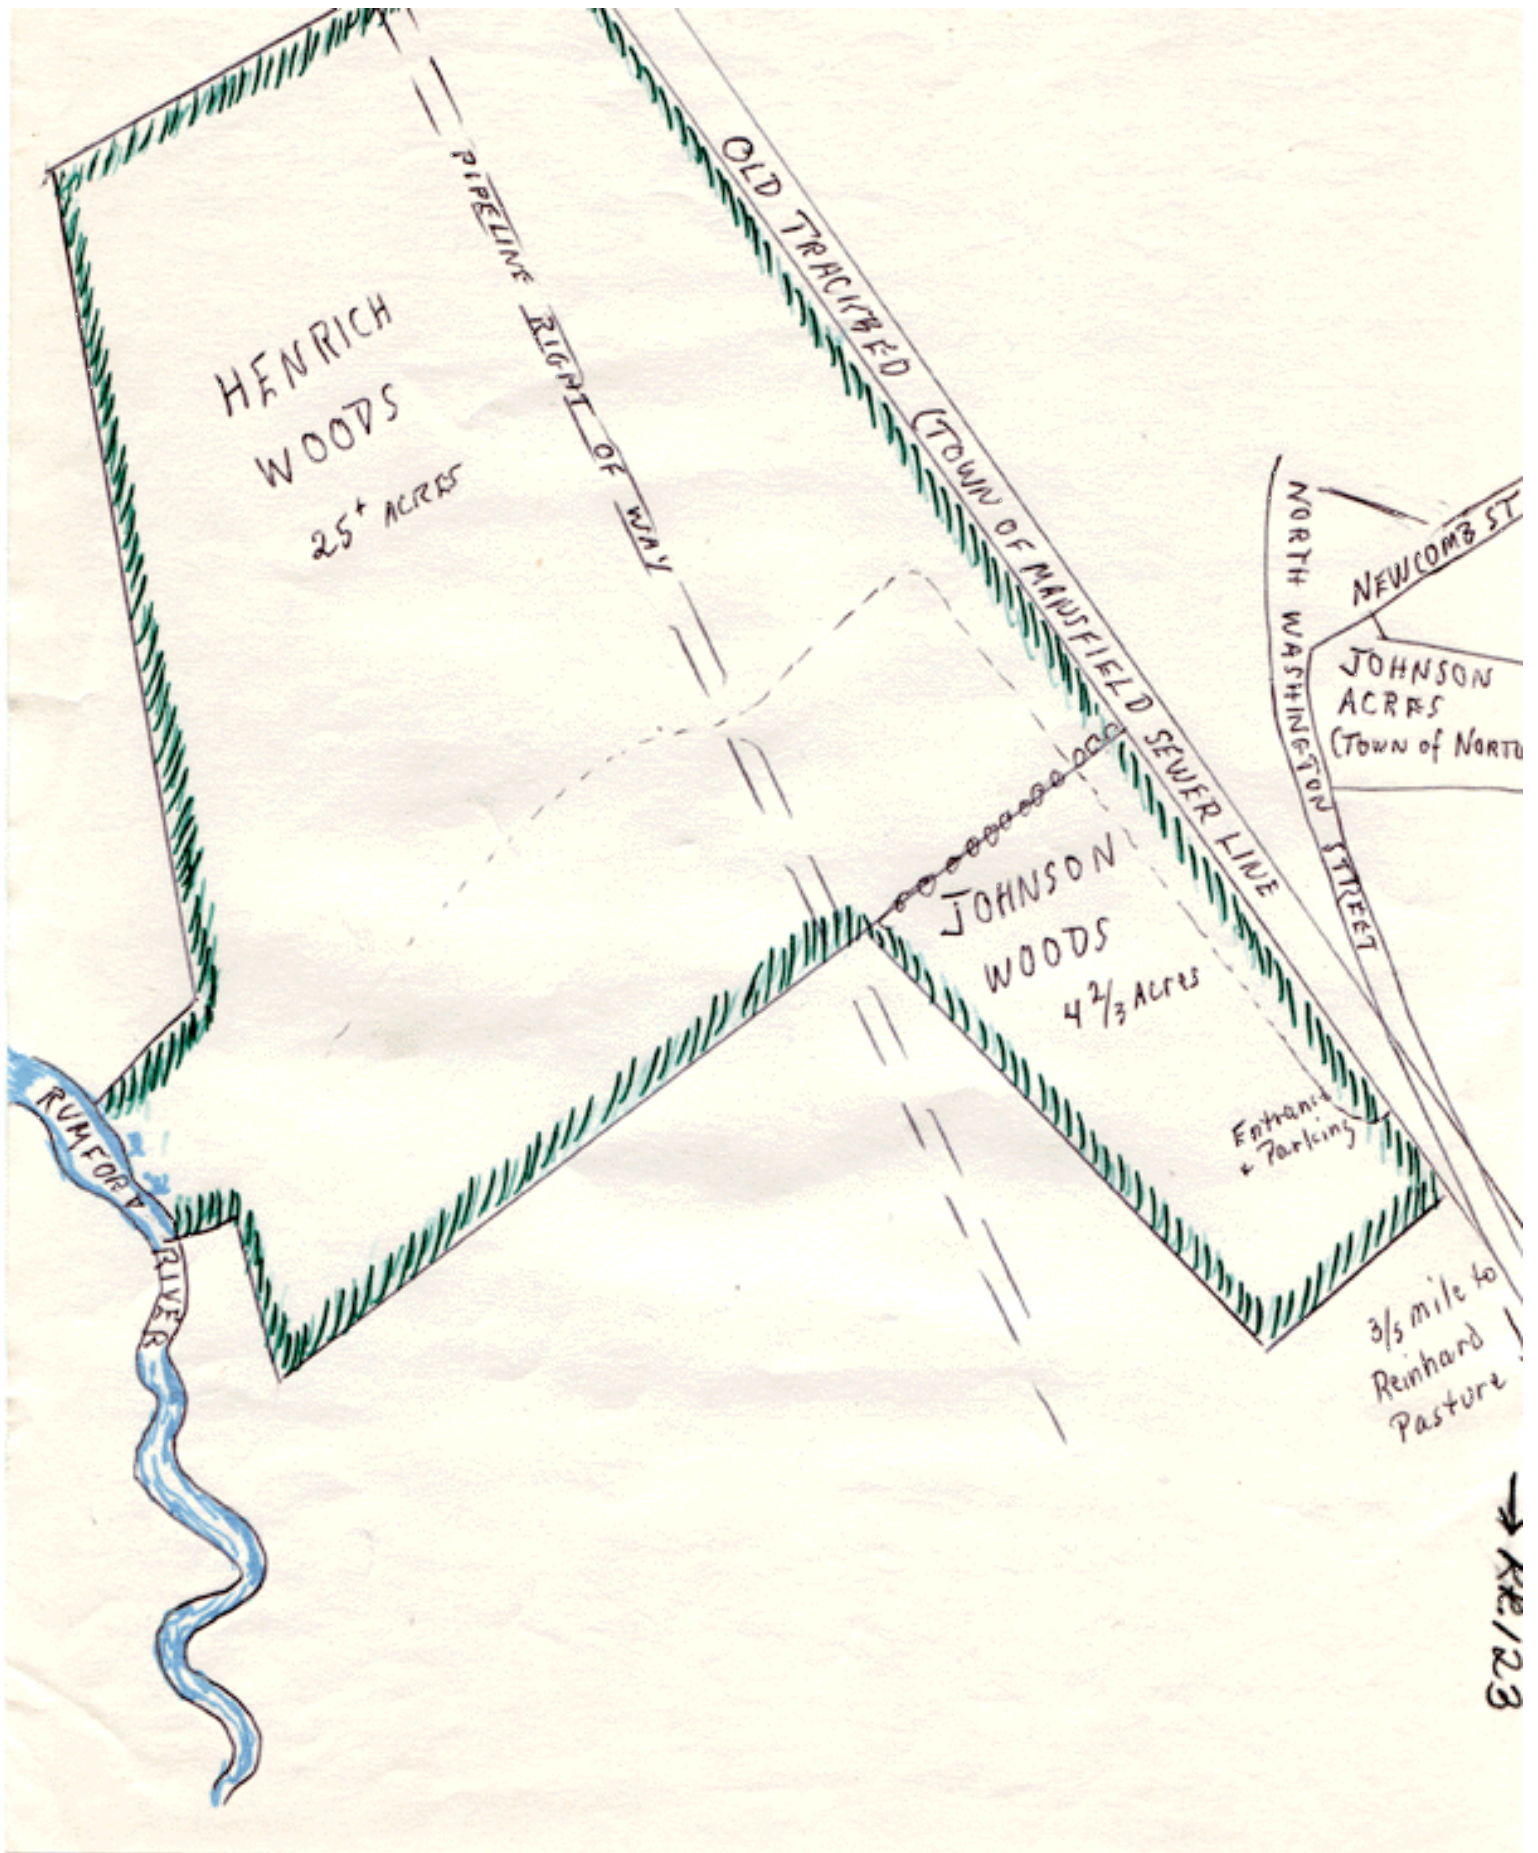 PIPELINE RIGHT OF WAY
OLD TRACKBED (TOWN OF MANSFIELD SEWER LINE
HENRICH
WOODS
25+ ACRES
NORTH WASHINGTON STREET
NEWCOMB ST
JOHNSON
ACRES
(TOWN of NORTO
JOHNSON
WOODS
4 2/3 Acres
Entrance
+ Parking
RUMFORD RIVER
3/5 mile to
Reinhard
Pasture
→ RE/123